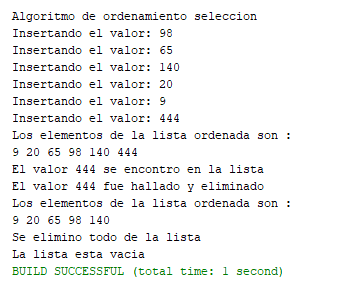 Algoritmo de ordenamiento seleccion
Insertando el valor: 98
Insertando el valor: 65
Insertando el valor: 140
Insertando el valor: 20
Insertando el valor: 9
Insertando el valor: 444
Los elementos de la lista ordenada son :
9 20 65 98 140 444
El valor 444 se encontro en la lista
El valor 444 fue hallado y eliminado
Los elementos de la lista ordenada son :
9 20 65 98 140
Se elimino todo de la lista
La lista esta vacia
BUILD SUCCESSFUL (total time: 1 second)